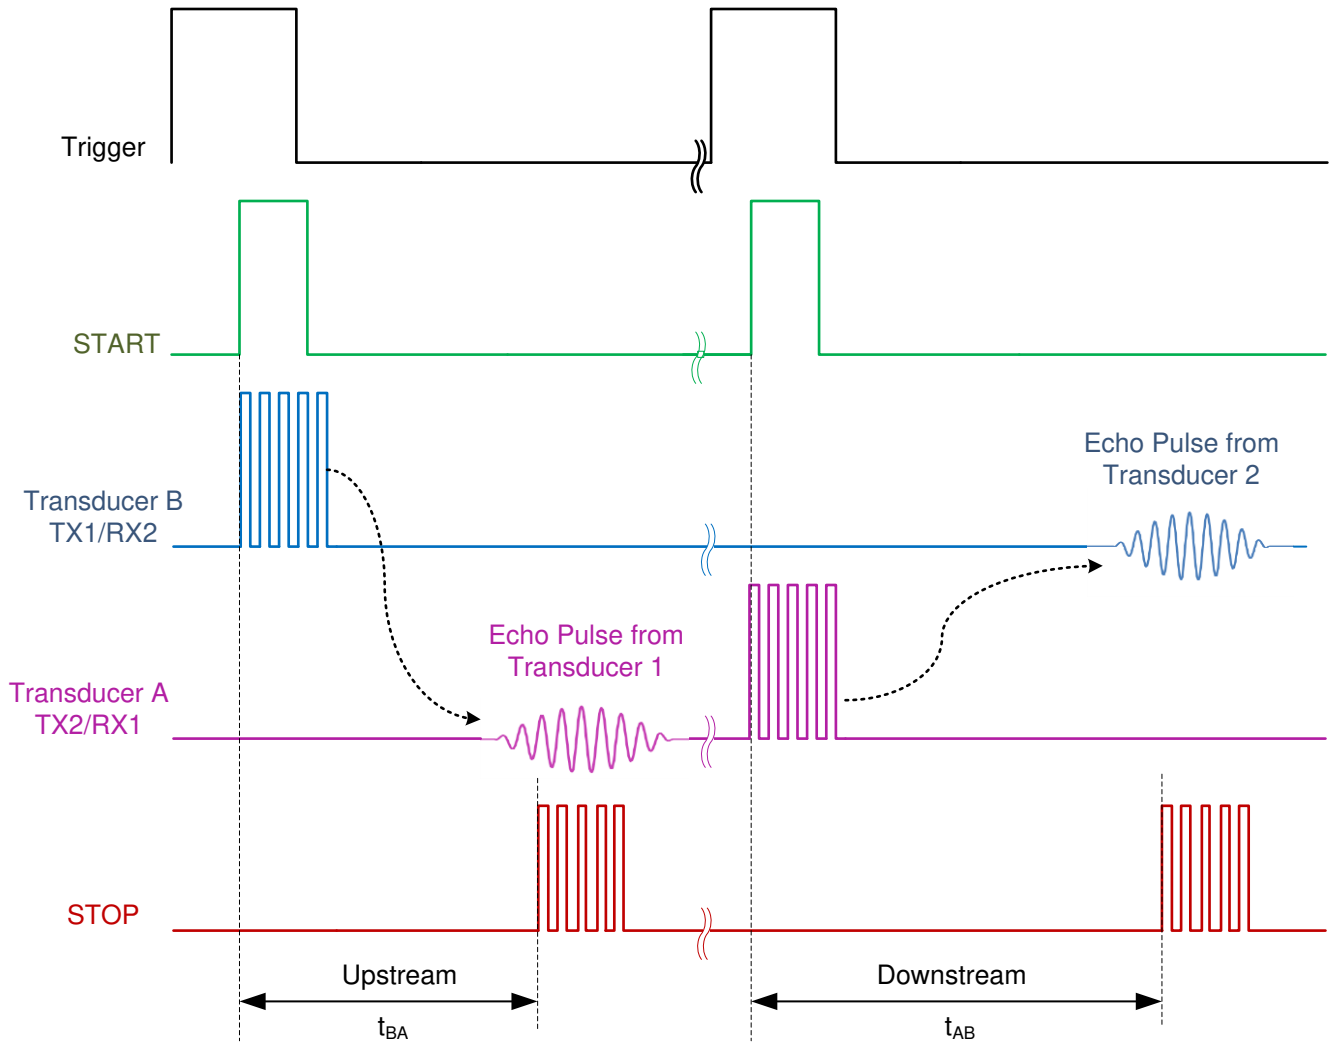 Trigger
START
Echo Pulse from
Transducer 2
Transducer B
TX1/RX2
Echo Pulse from
Transducer 1
Transducer A
TX2/RX1
STOP
Upstream
Downstream
tBA
tAB